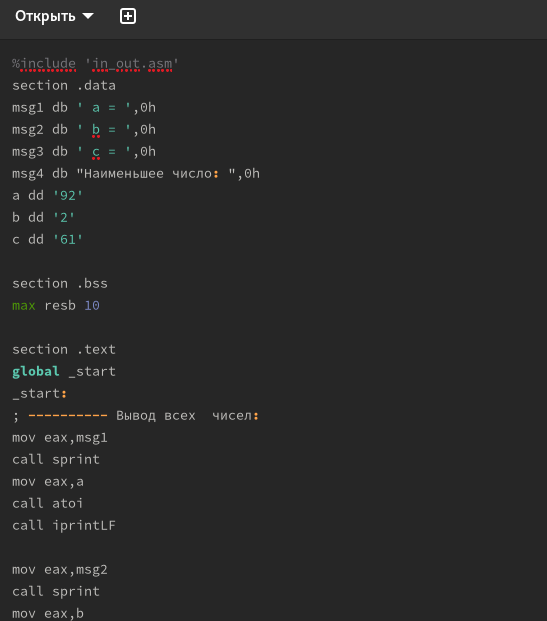 Открыть
%include 'in_out.asm'
section .data
msg1 db ' a = ',0h
msg2 db ' b = ',0h
msg3 db ' c = ',0h
msg4 db "Наименьшее число: ",0h
a dd '92'
b dd '2'
c dd '61'
section .bss
max resb 10
section .text
global _start
_start:
; ---------- Вывод всех  чисел:
mov eax,msg1
call sprint
mov eax,a
call atoi
call iprintLF
mov eax,msg2
call sprint
mov eax,b